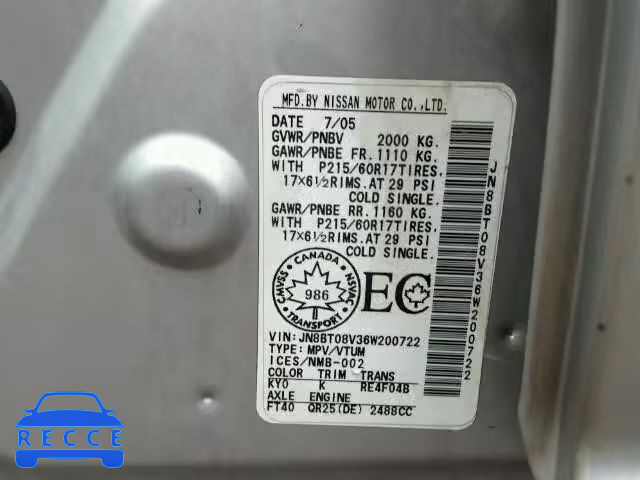 MFD.BY NISSAN MOTOR CO.,LTD.
DATE 7/05
GVWR/PNBV 2000 KG.
GAWR/PNBE FR. 1110 KG.
WITH P215/60R17TIRES.
17X6½RIMS.AT 29 PSI
COLD SINGLE.
GAWR/PNBE RR. 1160 KG.
WITH P215/60R17TIRES.
17X6½RIMS.AT 29 PSI
COLD SINGLE.
CANADA
CMVSS NSVAC
986
TRANSPORT
EC
VIN: JN8BT08V36W200722
TYPE: MPV/VTUM
ICES/NMB-002
COLOR TRIM TRANS
KY0 K RE4F04B
AXLE ENGINE
FT40 QR25(DE) 2488CC
JN8BT08V36W200722
RECCE